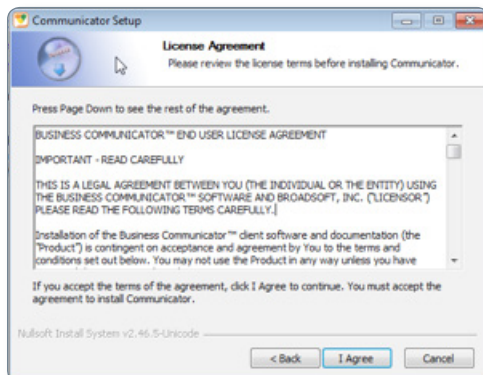 Communicator Setup
License Agreement
Please review the license terms before installing Communicator.
Press Page Down to see the rest of the agreement.
BUSINESS COMMUNICATOR™ END USER LICENSE AGREEMENT
IMPORTANT - READ CAREFULLY
THIS IS A LEGAL AGREEMENT BETWEEN YOU (THE INDIVIDUAL OR THE ENTITY) USING
THE BUSINESS COMMUNICATOR™ SOFTWARE AND BROADSOFT, INC. ("LICENSOR")
PLEASE READ THE FOLLOWING TERMS CAREFULLY.
Installation of the Business Communicator™ client software and documentation (the
"Product") is contingent on acceptance and agreement by You to the terms and
conditions set out below. You may not use the Product in any way unless you have
If you accept the terms of the agreement, click I Agree to continue. You must accept the
agreement to install Communicator.
Nullsoft Install System v2.46.5-Unicode
< Back
I Agree
Cancel